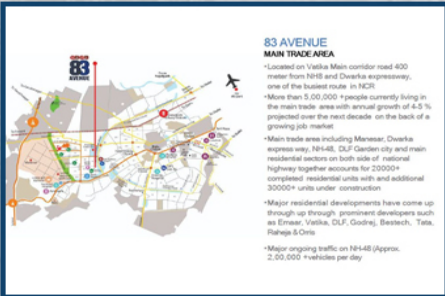 83
AVENUE
83 AVENUE
MAIN TRADE AREA
•Located on Vatika Main corridor road 400
meter from NH8 and Dwarka expressway,
one of the busiest route in NCR
•More than 5,00,000 +people currently living in
the main trade area with annual growth of 4-5 %
projected over the next decade on the back of a
growing job market
•Main trade area including Manesar, Dwarka
express way, NH-48, DLF Garden city and main
residential sectors on both side of national
highway together accounts for 20000+
completed residential units with and additional
30000+ units under construction
•Major residential developments have come up
through up through prominent developers such
as Emaar, Vatika, DLF, Godrej, Bestech, Tata,
Raheja & Orris
•Major ongoing traffic on NH-48 (Approx.
2,00,000 +vehicles per day